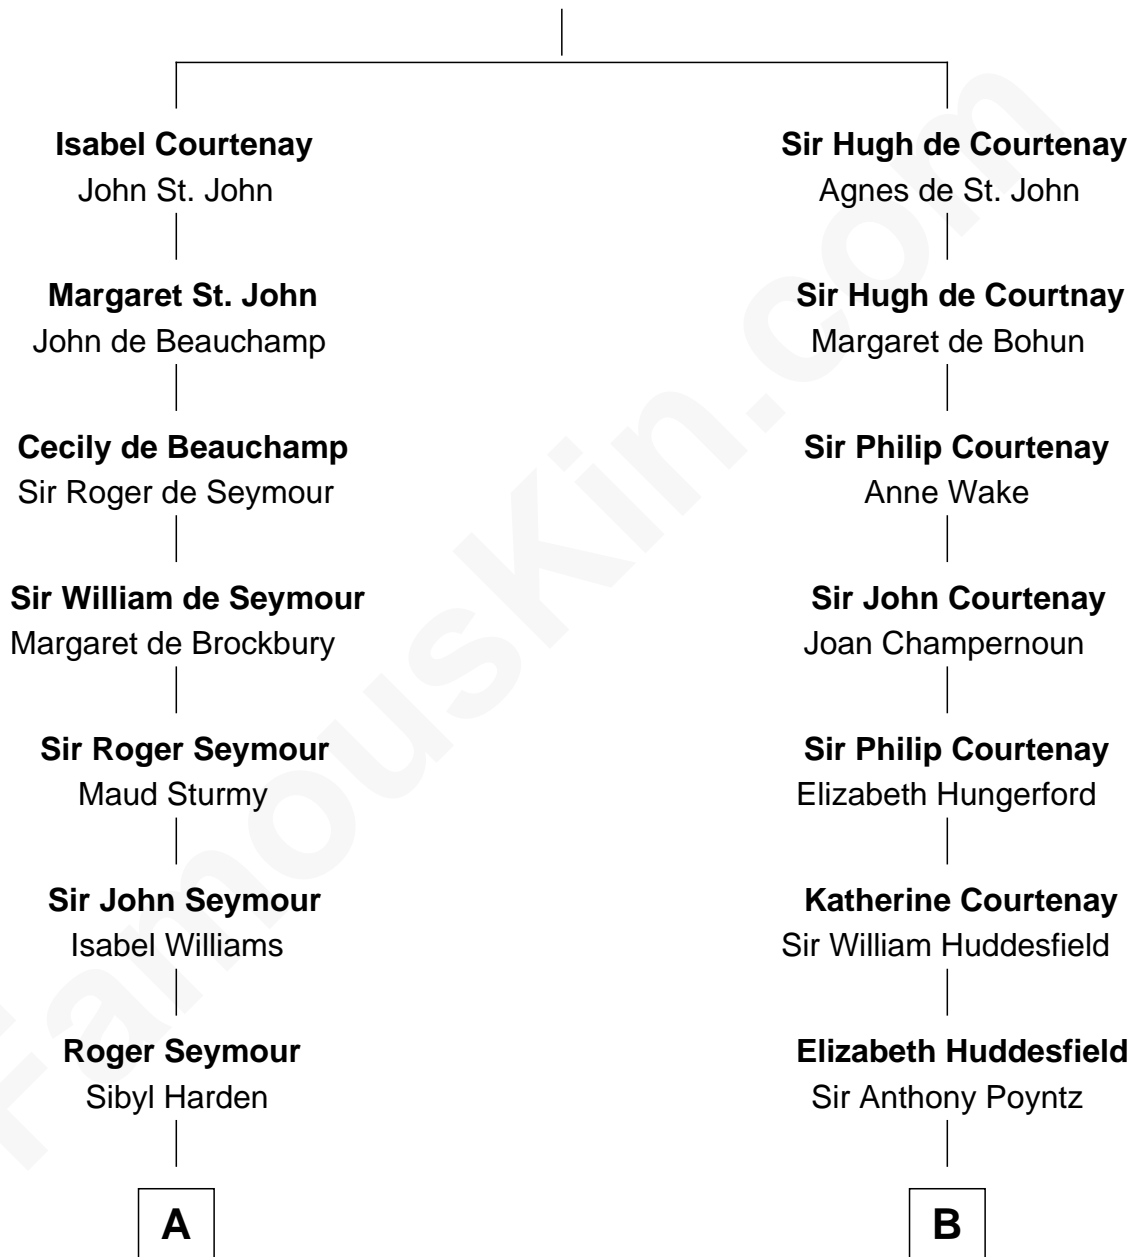 Isabel Courtenay
John St. John
Margaret St. John
John de Beauchamp
Cecily de Beauchamp
Sir Roger de Seymour
Sir William de Seymour
Margaret de Brockbury
Sir Roger Seymour
Maud Sturmy
Sir John Seymour
Isabel Williams
Roger Seymour
Sibyl Harden
A
Sir Hugh de Courtenay
Agnes de St. John
Sir Hugh de Courtnay
Margaret de Bohun
Sir Philip Courtenay
Anne Wake
Sir John Courtenay
Joan Champernoun
Sir Philip Courtenay
Elizabeth Hungerford
Katherine Courtenay
Sir William Huddesfield
Elizabeth Huddesfield
Sir Anthony Poyntz
B
FamousKin.com